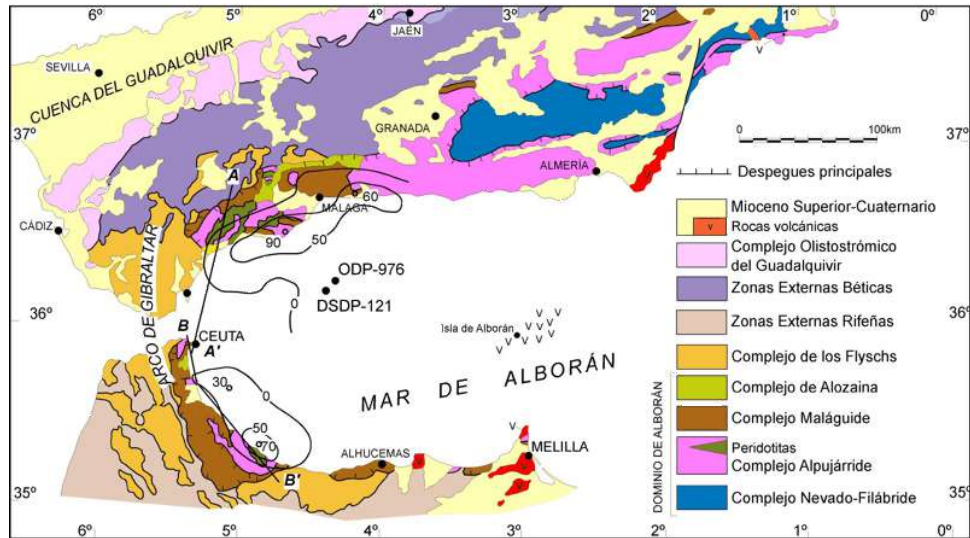 6º 5º 4º 3º 2º 1º 0º
JAÉN
SEVILLA
CUENCA DEL GUADALQUIVIR
37º
GRANADA
37º
0 100km
ALMERÍA
Despegues principales
A
60
MÁLAGA
50
CÁDIZ
90
Mioceno Superior-Cuaternario
v Rocas volcánicas
Complejo Olistostrómico
del Guadalquivir
ARCO DE GIBRALTAR
ODP-976
0
DSDP-121
Zonas Externas Béticas
36º
36º
Isla de Alborán
v v v v v v v v v v v v
B
CEUTA
A'
Zonas Externas Rifeñas
MAR DE ALBORÁN
30
0
Complejo de los Flyschs
DOMINIO DE ALBORÁN
Complejo de Alozaina
Complejo Maláguide
50
70
ALHUCEMAS
MELILLA
Peridotitas
Complejo Alpujárride
B'
35º
35º
Complejo Nevado-Filábride
6º 5º 4º 3º 2º 1º 0º